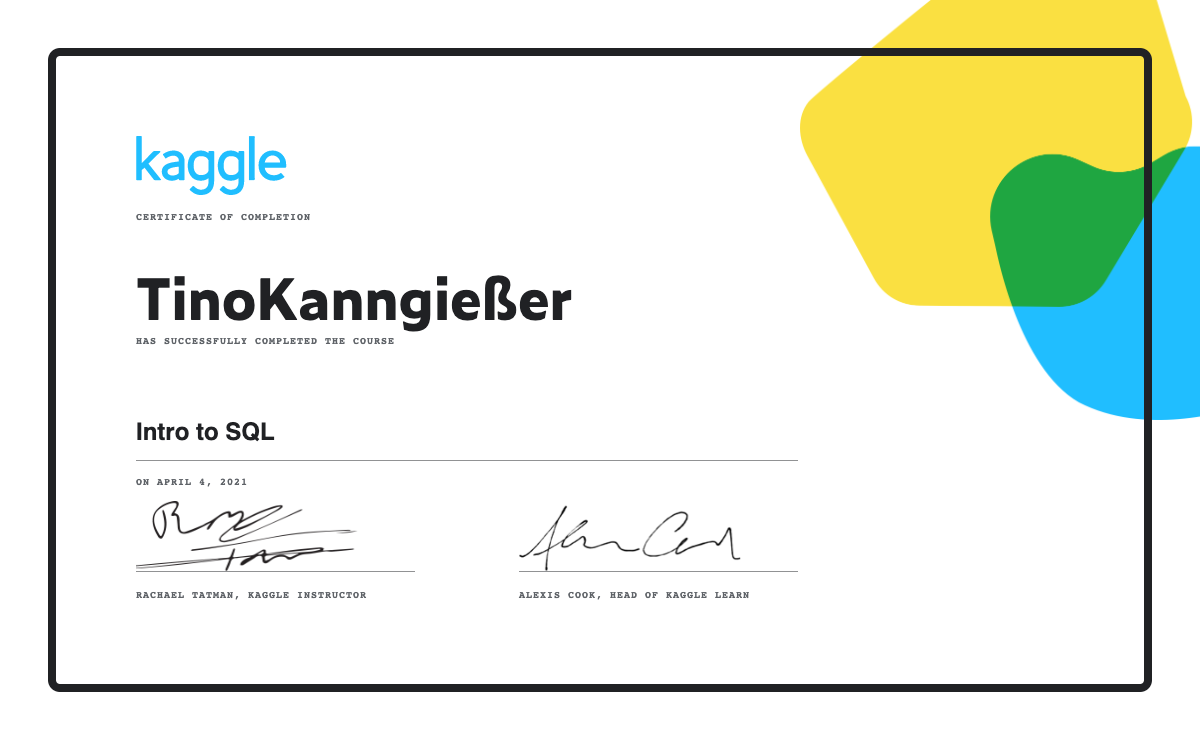 kaggle
CERTIFICATE OF COMPLETION
TinoKanngießer
HAS SUCCESSFULLY COMPLETED THE COURSE
Intro to SQL
ON APRIL 4, 2021
RACHAEL TATMAN, KAGGLE INSTRUCTOR
ALEXIS COOK, HEAD OF KAGGLE LEARN